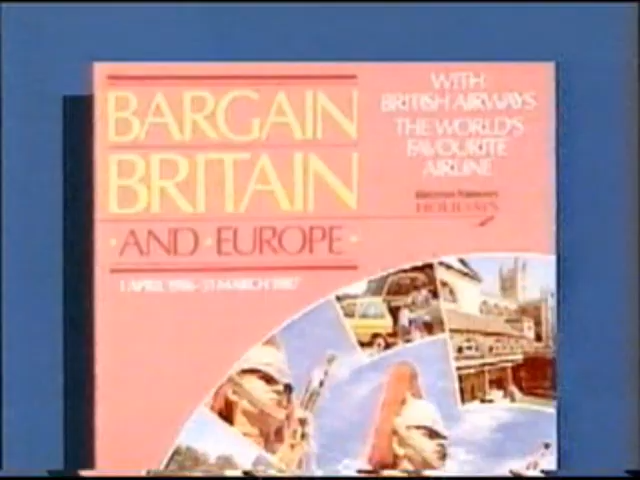 BARGAIN
BRITAIN
·AND·EUROPE·
1 APRIL 1986-31 MARCH 1987
WITH
BRITISH AIRWAYS
THE WORLD'S
FAVOURITE
AIRLINE
HOLIDAYS